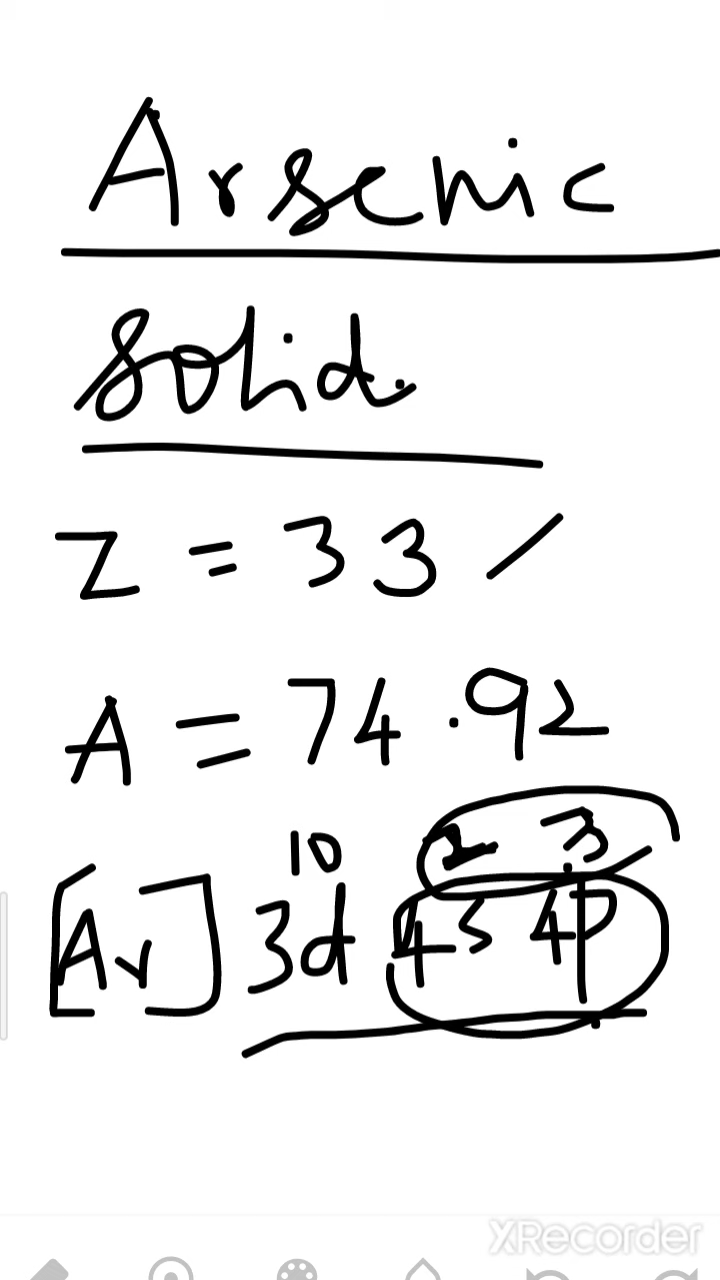 Arsenic
Solid.
Z = 33
A = 74.92
[Ar] 3d¹⁰ 4s² 4p³
XRecorder